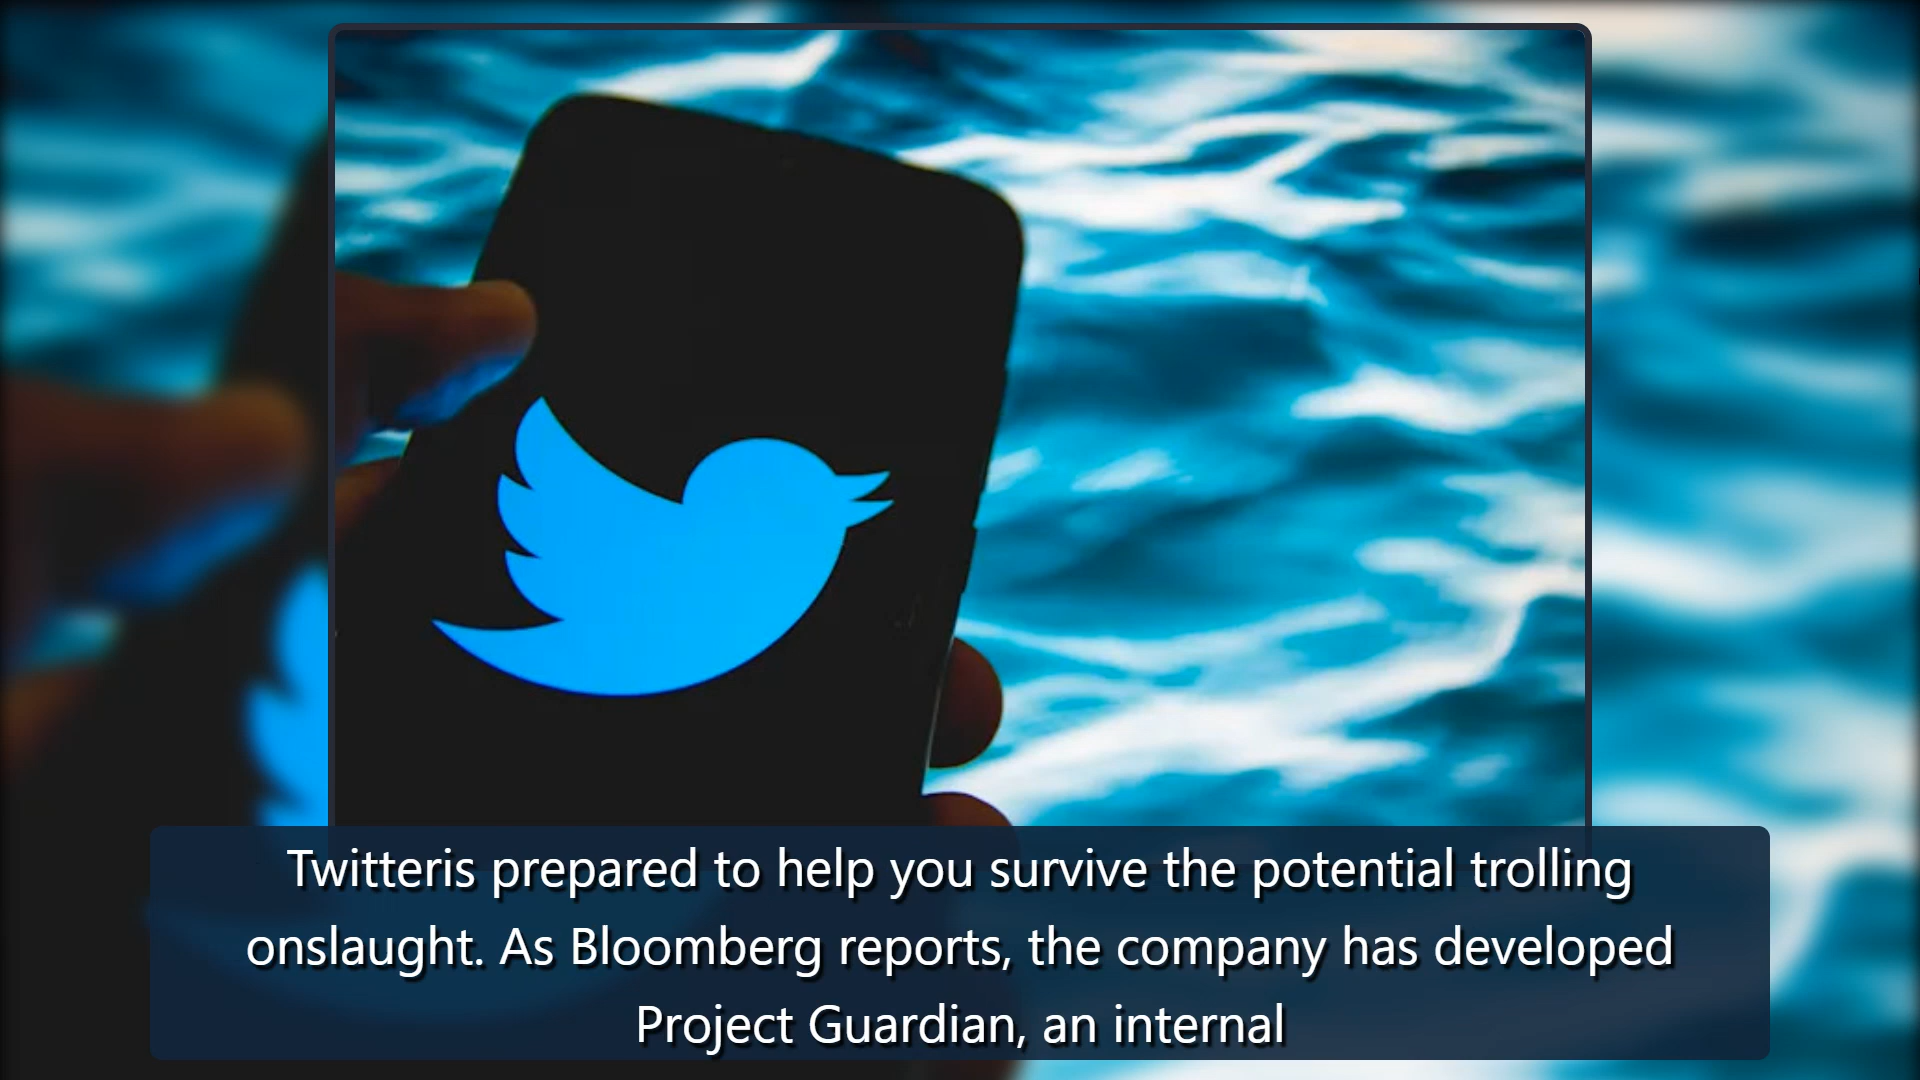 Twitteris prepared to help you survive the potential trolling
onslaught. As Bloomberg reports, the company has developed
Project Guardian, an internal